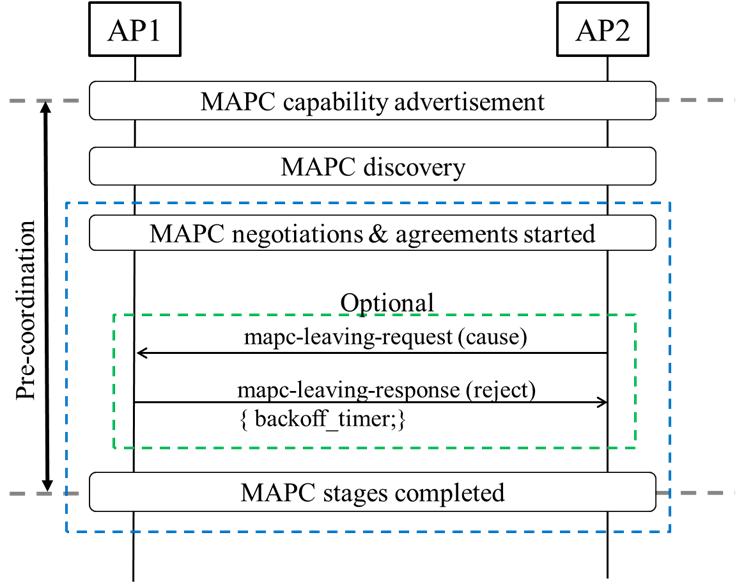 AP1
AP2
MAPC capability advertisement
MAPC discovery
MAPC negotiations & agreements started
Pre-coordination
Optional
mapc-leaving-request (cause)
mapc-leaving-response (reject)
{ backoff_timer;}
MAPC stages completed